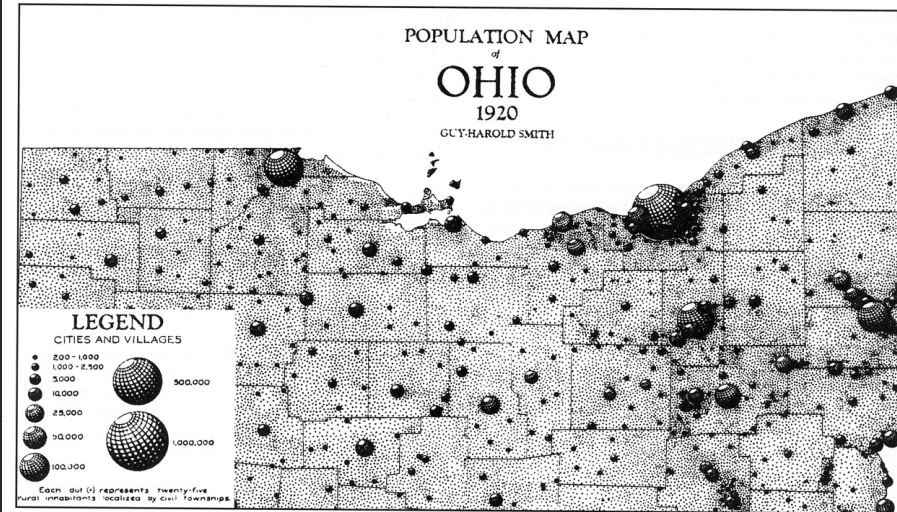 POPULATION MAP
of
OHIO
1920
GUY-HAROLD SMITH
LEGEND
CITIES AND VILLAGES
200-1,000
1,000-2,500
5,000
10,000
25,000
50,000
100,000
500,000
1,000,000
Each dot (•) represents twenty-five
rural inhabitants localized by civil townships.